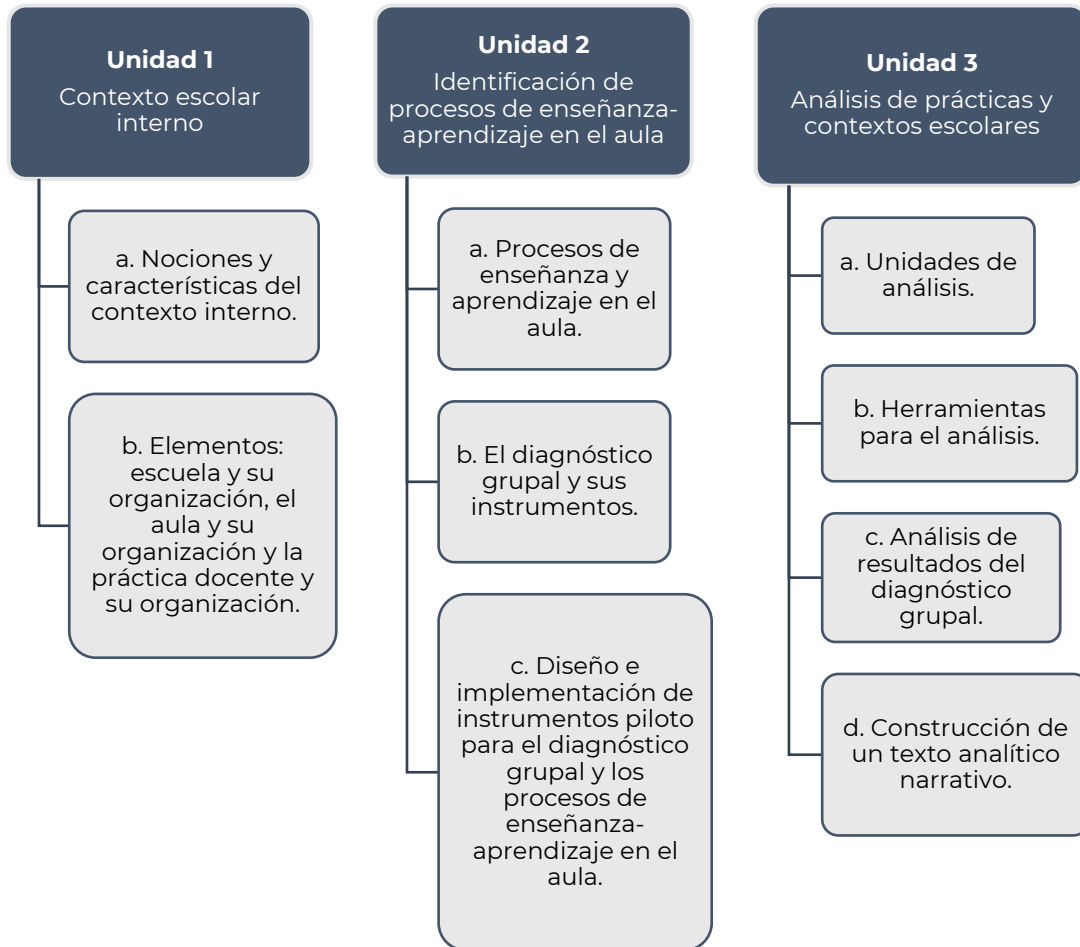 Unidad 1
Contexto escolar
interno
a. Nociones y
características del
contexto interno.
b. Elementos:
escuela y su
organización, el
aula y su
organización y la
práctica docente y
su organización.
Unidad 2
Identificación de
procesos de enseñanza-
aprendizaje en el aula
a. Procesos de
enseñanza y
aprendizaje en el
aula.
b. El diagnóstico
grupal y sus
instrumentos.
c. Diseño e
implementación de
instrumentos piloto
para el diagnóstico
grupal y los
procesos de
enseñanza-
aprendizaje en el
aula.
Unidad 3
Análisis de prácticas y
contextos escolares
a. Unidades de
análisis.
b. Herramientas
para el análisis.
c. Análisis de
resultados del
diagnóstico
grupal.
d. Construcción de
un texto analítico
narrativo.